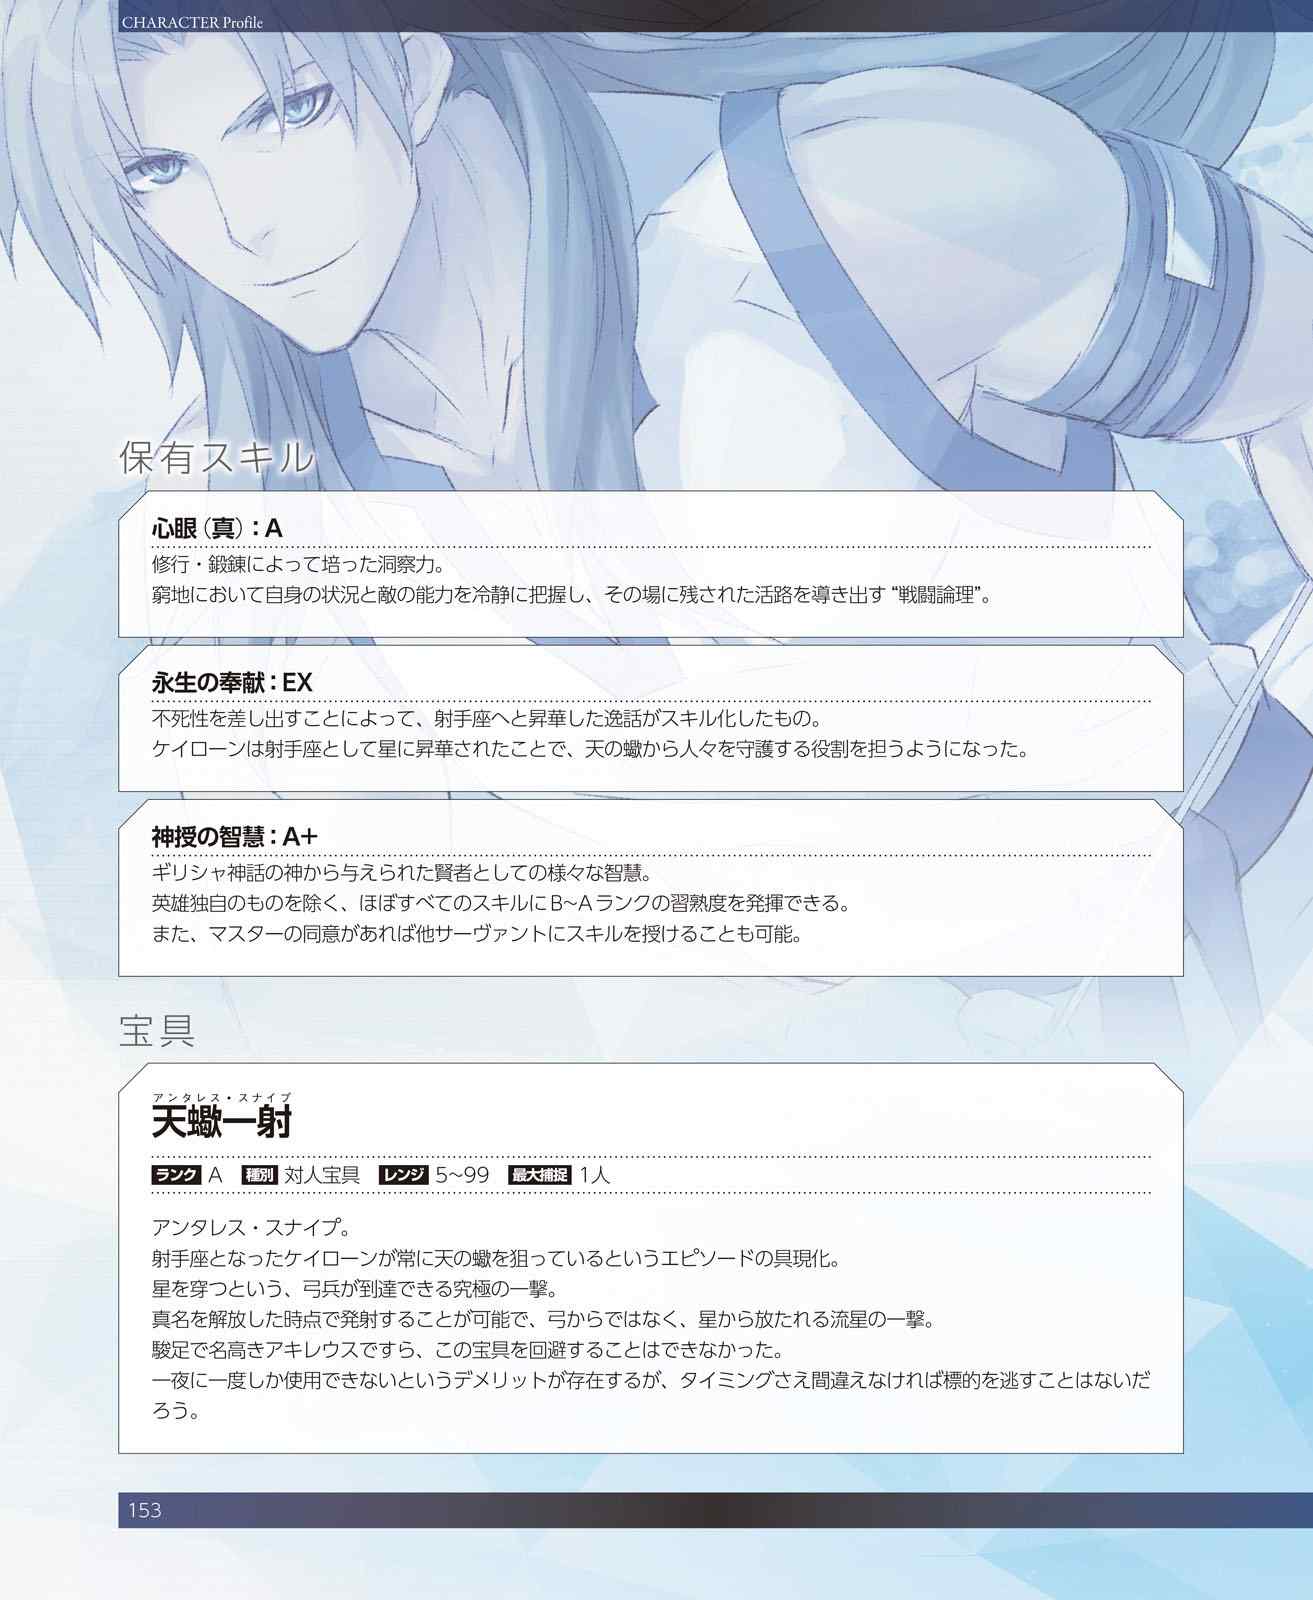 CHARACTER Profile
保有スキル
心眼（真）：A
修行・鍛錬によって培った洞察力。
窮地において自身の状況と敵の能力を冷静に把握し、その場に残された活路を導き出す “戦闘論理”。
永生の奉献：EX
不死性を差し出すことによって、射手座へと昇華した逸話がスキル化したもの。
ケイローンは射手座として星に昇華されたことで、天の蠍から人々を守護する役割を担うようになった。
神授の智慧：A＋
ギリシャ神話の神から与えられた賢者としての様々な智慧。
英雄独自のものを除く、ほぼすべてのスキルにB~Aランクの習熟度を発揮できる。
また、マスターの同意があれば他サーヴァントにスキルを授けることも可能。
宝具
アンタレス・スナイプ
天蠍一射
ランク A 種別 対人宝具 レンジ 5~99 最大捕捉 1人
アンタレス・スナイプ。
射手座となったケイローンが常に天の蠍を狙っているというエピソードの具現化。
星を穿つという、弓兵が到達できる究極の一撃。
真名を解放した時点で発射することが可能で、弓からではなく、星から放たれる流星の一撃。
駿足で名高きアキレウスですら、この宝具を回避することはできなかった。
一夜に一度しか使用できないというデメリットが存在するが、タイミングさえ間違えなければ標的を逃すことはないだ
ろう。
153